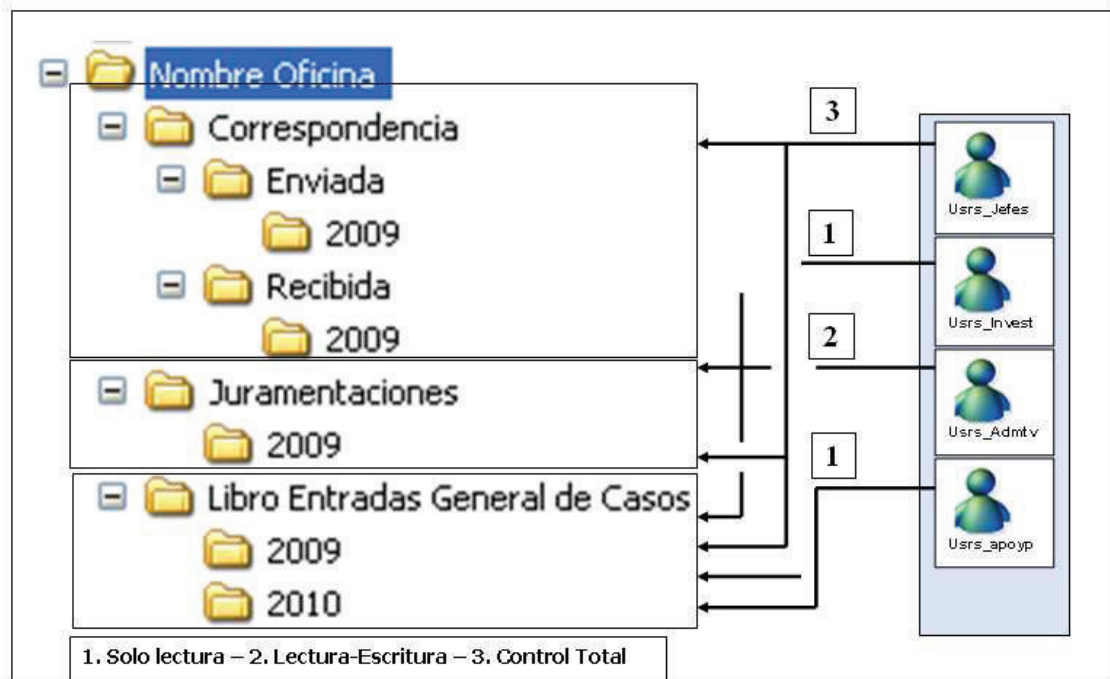 Nombre Oficina
Correspondencia
Enviada
2009
Recibida
2009
Juramentaciones
2009
Libro Entradas General de Casos
2009
2010
1. Solo lectura – 2. Lectura-Escritura – 3. Control Total
3
1
2
1
Usrs_Jefes
Usrs_Invest
Usrs_Admtv
Usrs_apoyp